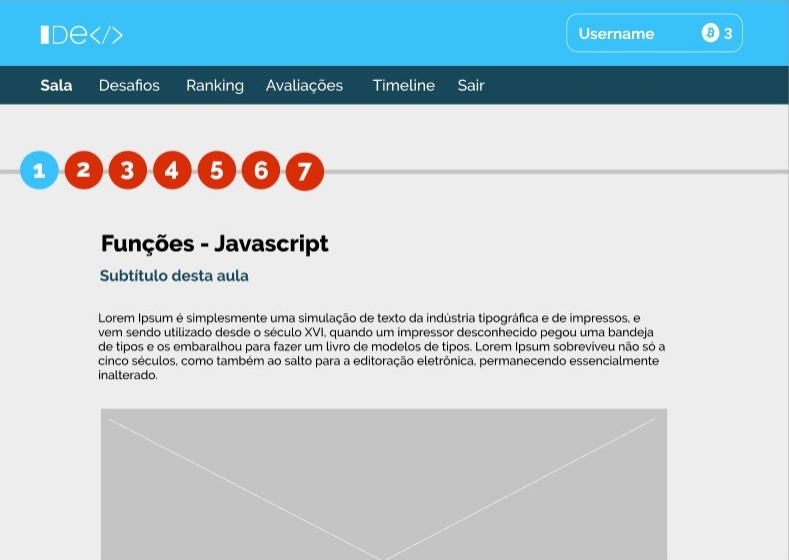 IDe</>
Username 3
Sala Desafios Ranking Avaliações Timeline Sair
1 2 3 4 5 6 7
Funções - Javascript
Subtítulo desta aula
Lorem Ipsum é simplesmente uma simulação de texto da indústria tipográfica e de impressos, e
vem sendo utilizado desde o século XVI, quando um impressor desconhecido pegou uma bandeja
de tipos e os embaralhou para fazer um livro de modelos de tipos. Lorem Ipsum sobreviveu não só a
cinco séculos, como também ao salto para a editoração eletrônica, permanecendo essencialmente
inalterado.